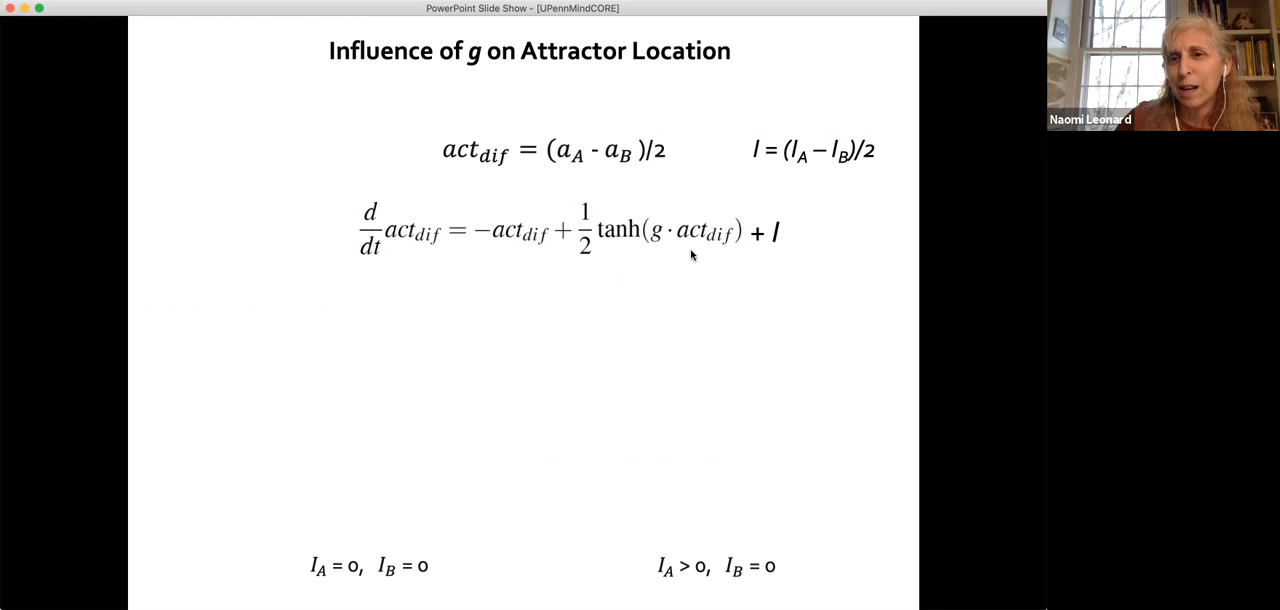 PowerPoint Slide Show - [UPennMindCORE]
Influence of g on Attractor Location
act_dif = (a_A - a_B )/2 I = (I_A – I_B)/2
d/dt act_dif = −act_dif + 1/2 tanh(g · act_dif) + I
I_A = 0, I_B = 0 I_A > 0, I_B = 0
Naomi Leonard